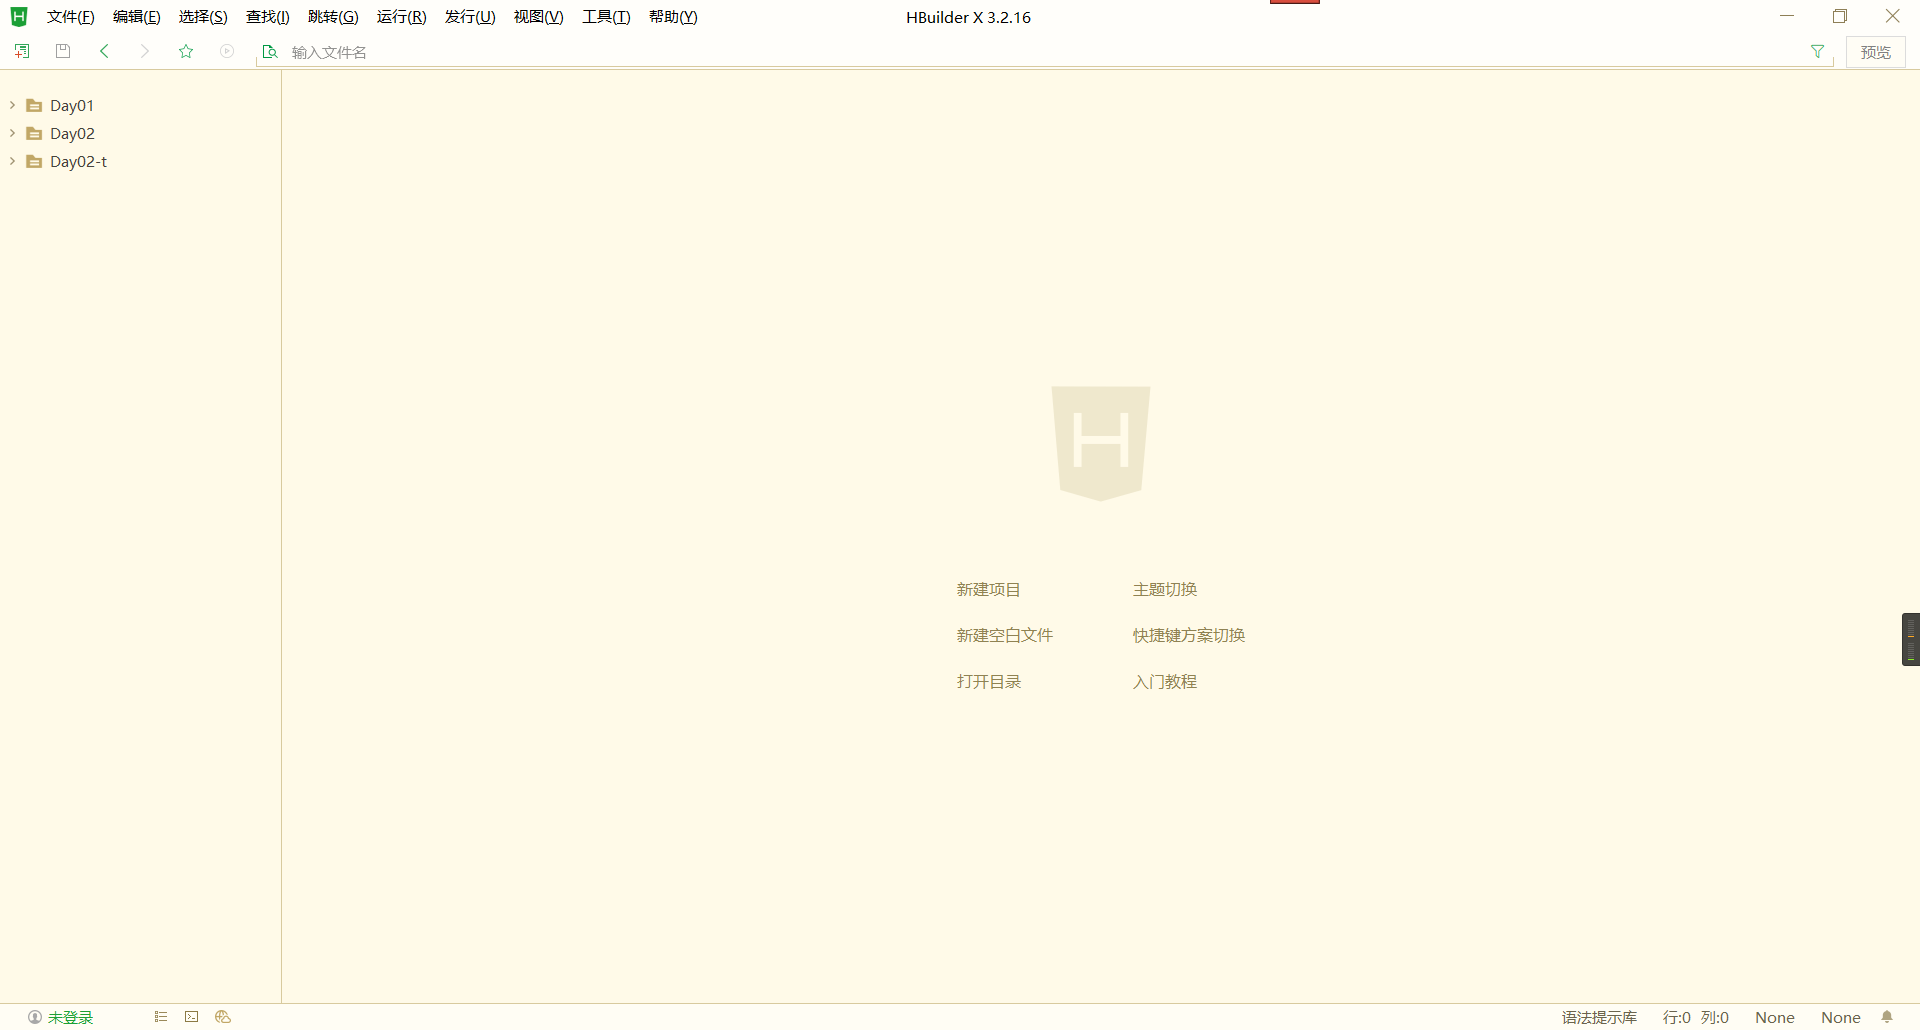 文件(F) 编辑(E) 选择(S) 查找(I) 跳转(G) 运行(R) 发行(U) 视图(V) 工具(T) 帮助(Y) HBuilder X 3.2.16
输入文件名 预览
Day01
Day02
Day02-t
H
新建项目 主题切换
新建空白文件 快捷键方案切换
打开目录 入门教程
未登录 语法提示库 行:0 列:0 None None